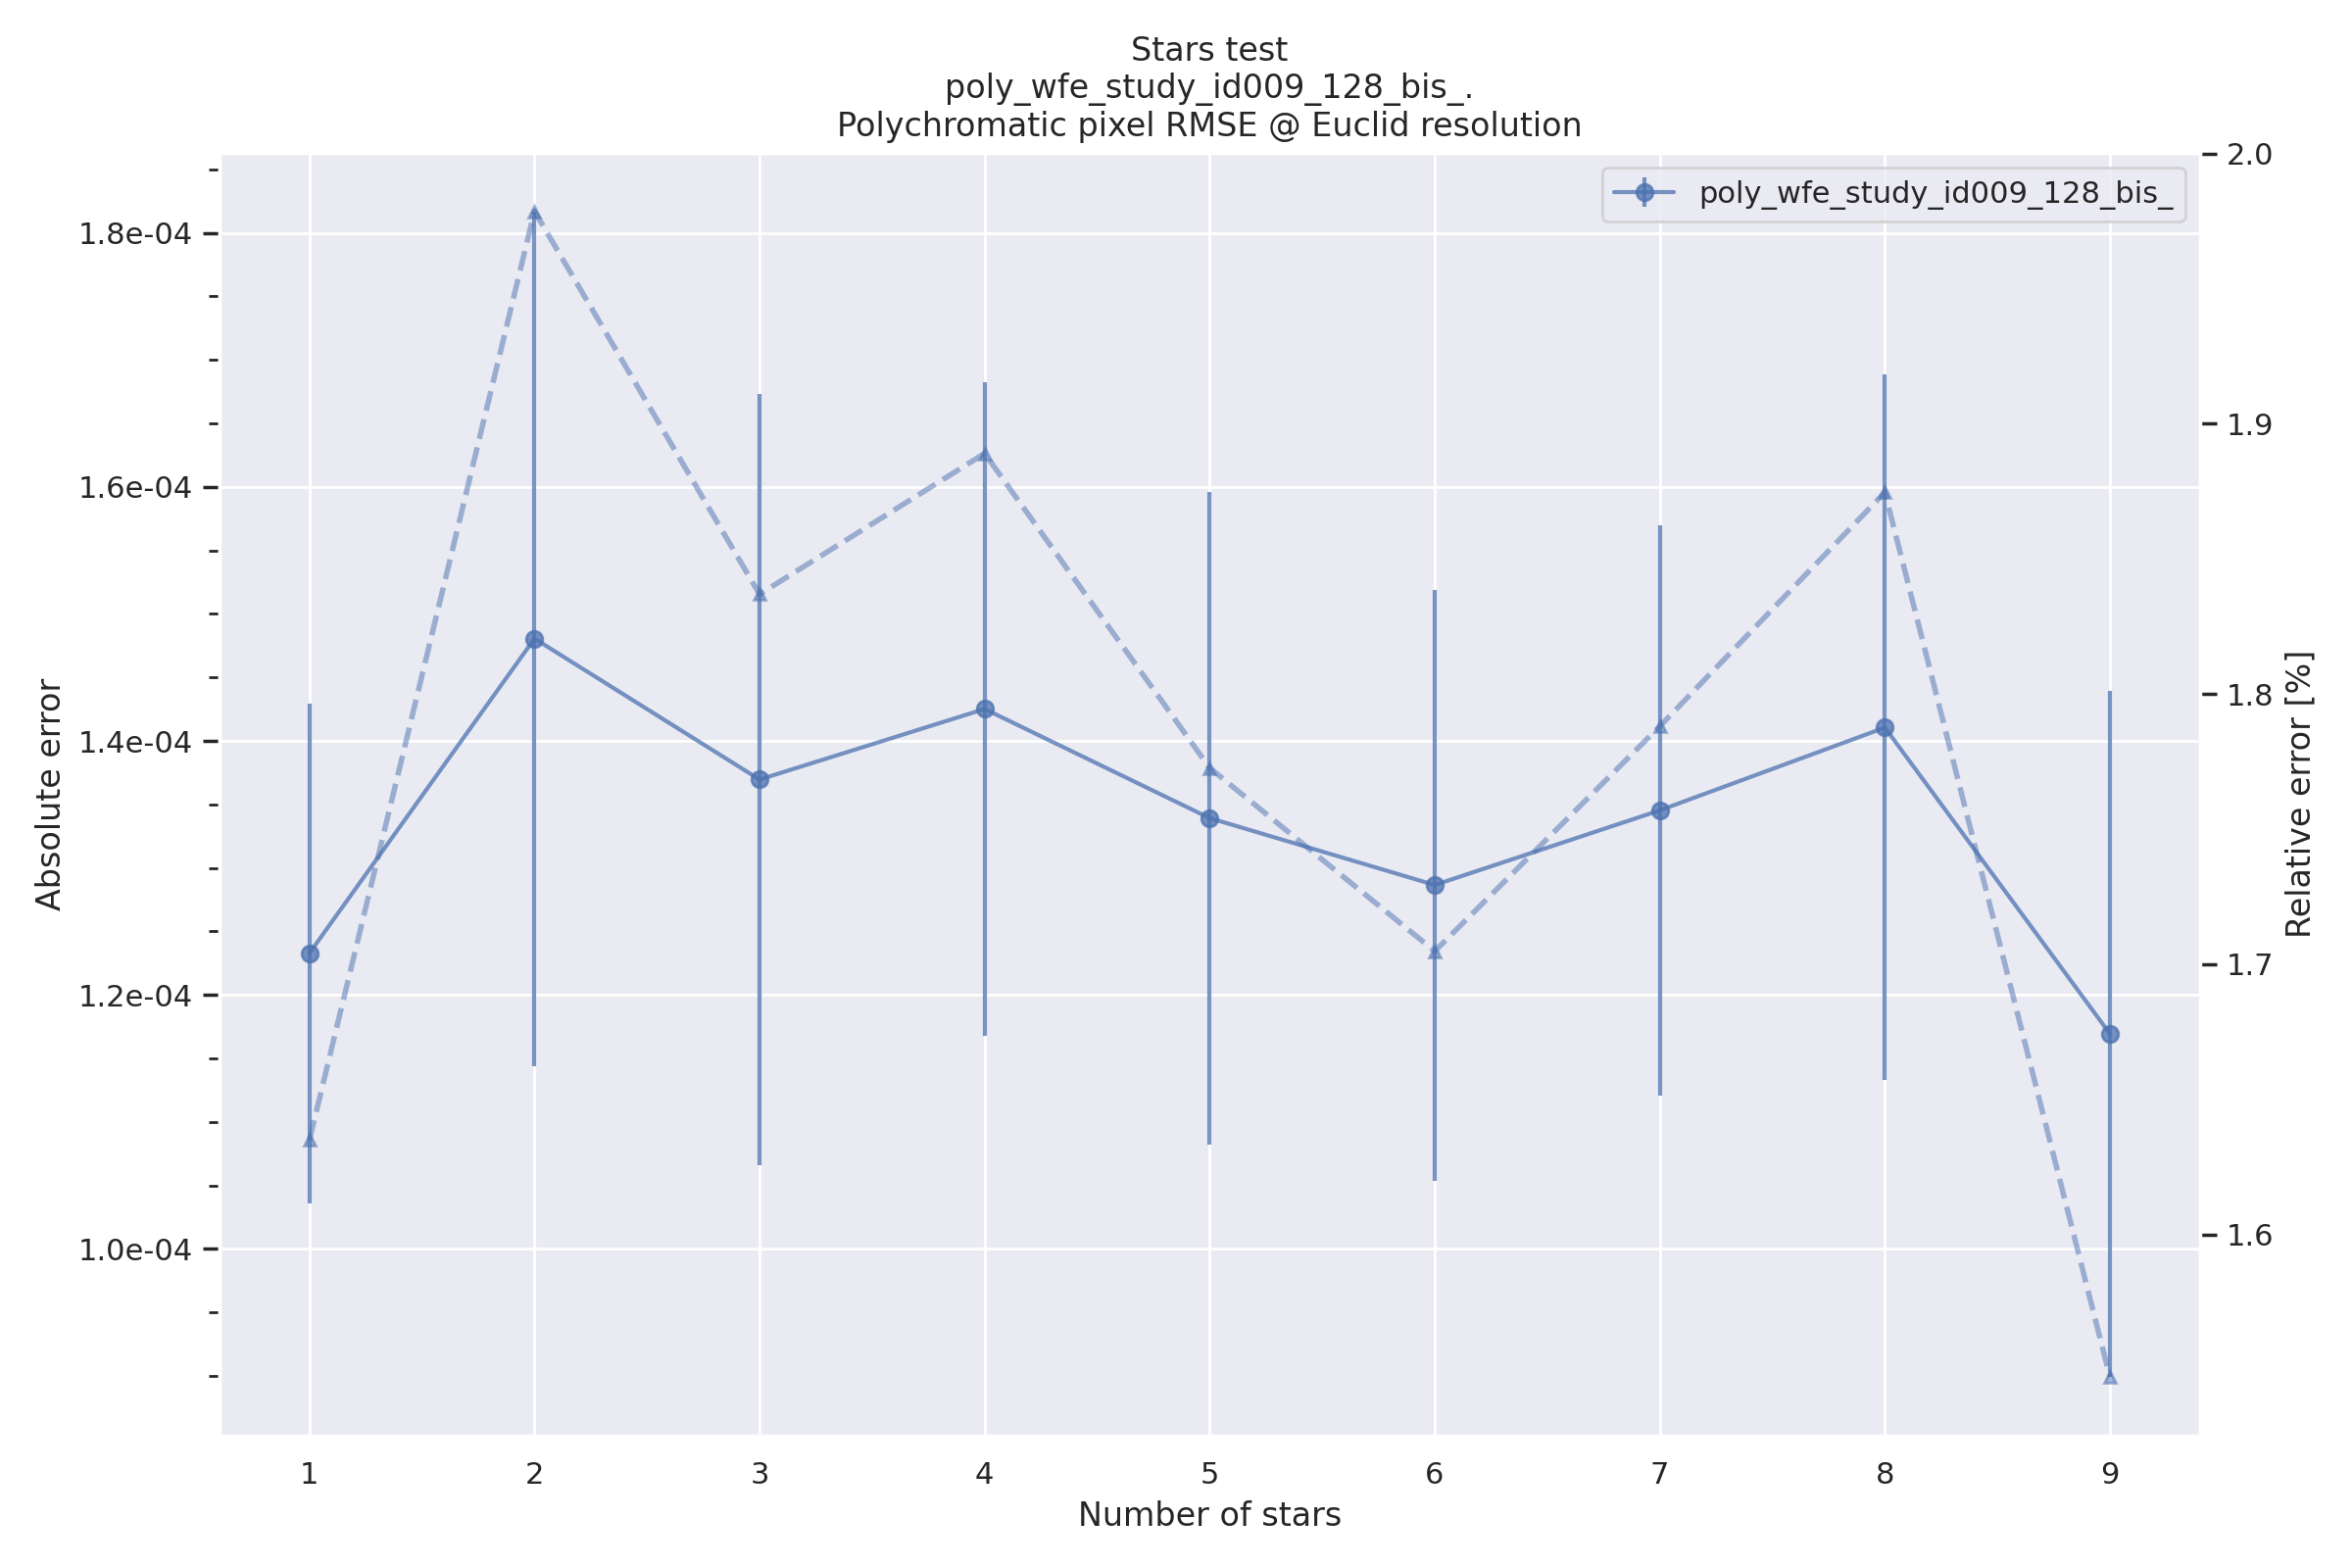 Stars test
poly_wfe_study_id009_128_bis_.
Polychromatic pixel RMSE @ Euclid resolution
poly_wfe_study_id009_128_bis_
Absolute error
1.8e-04
1.6e-04
1.4e-04
1.2e-04
1.0e-04
2.0
1.9
1.8
1.7
1.6
Relative error [%]
1 2 3 4 5 6 7 8 9
Number of stars